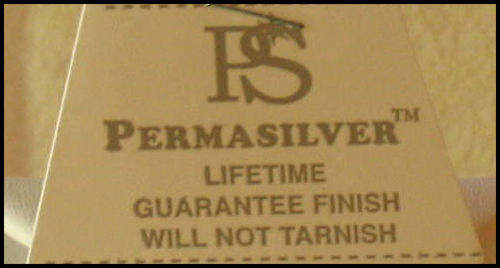 PS
PERMASILVER™
LIFETIME
GUARANTEE FINISH
WILL NOT TARNISH